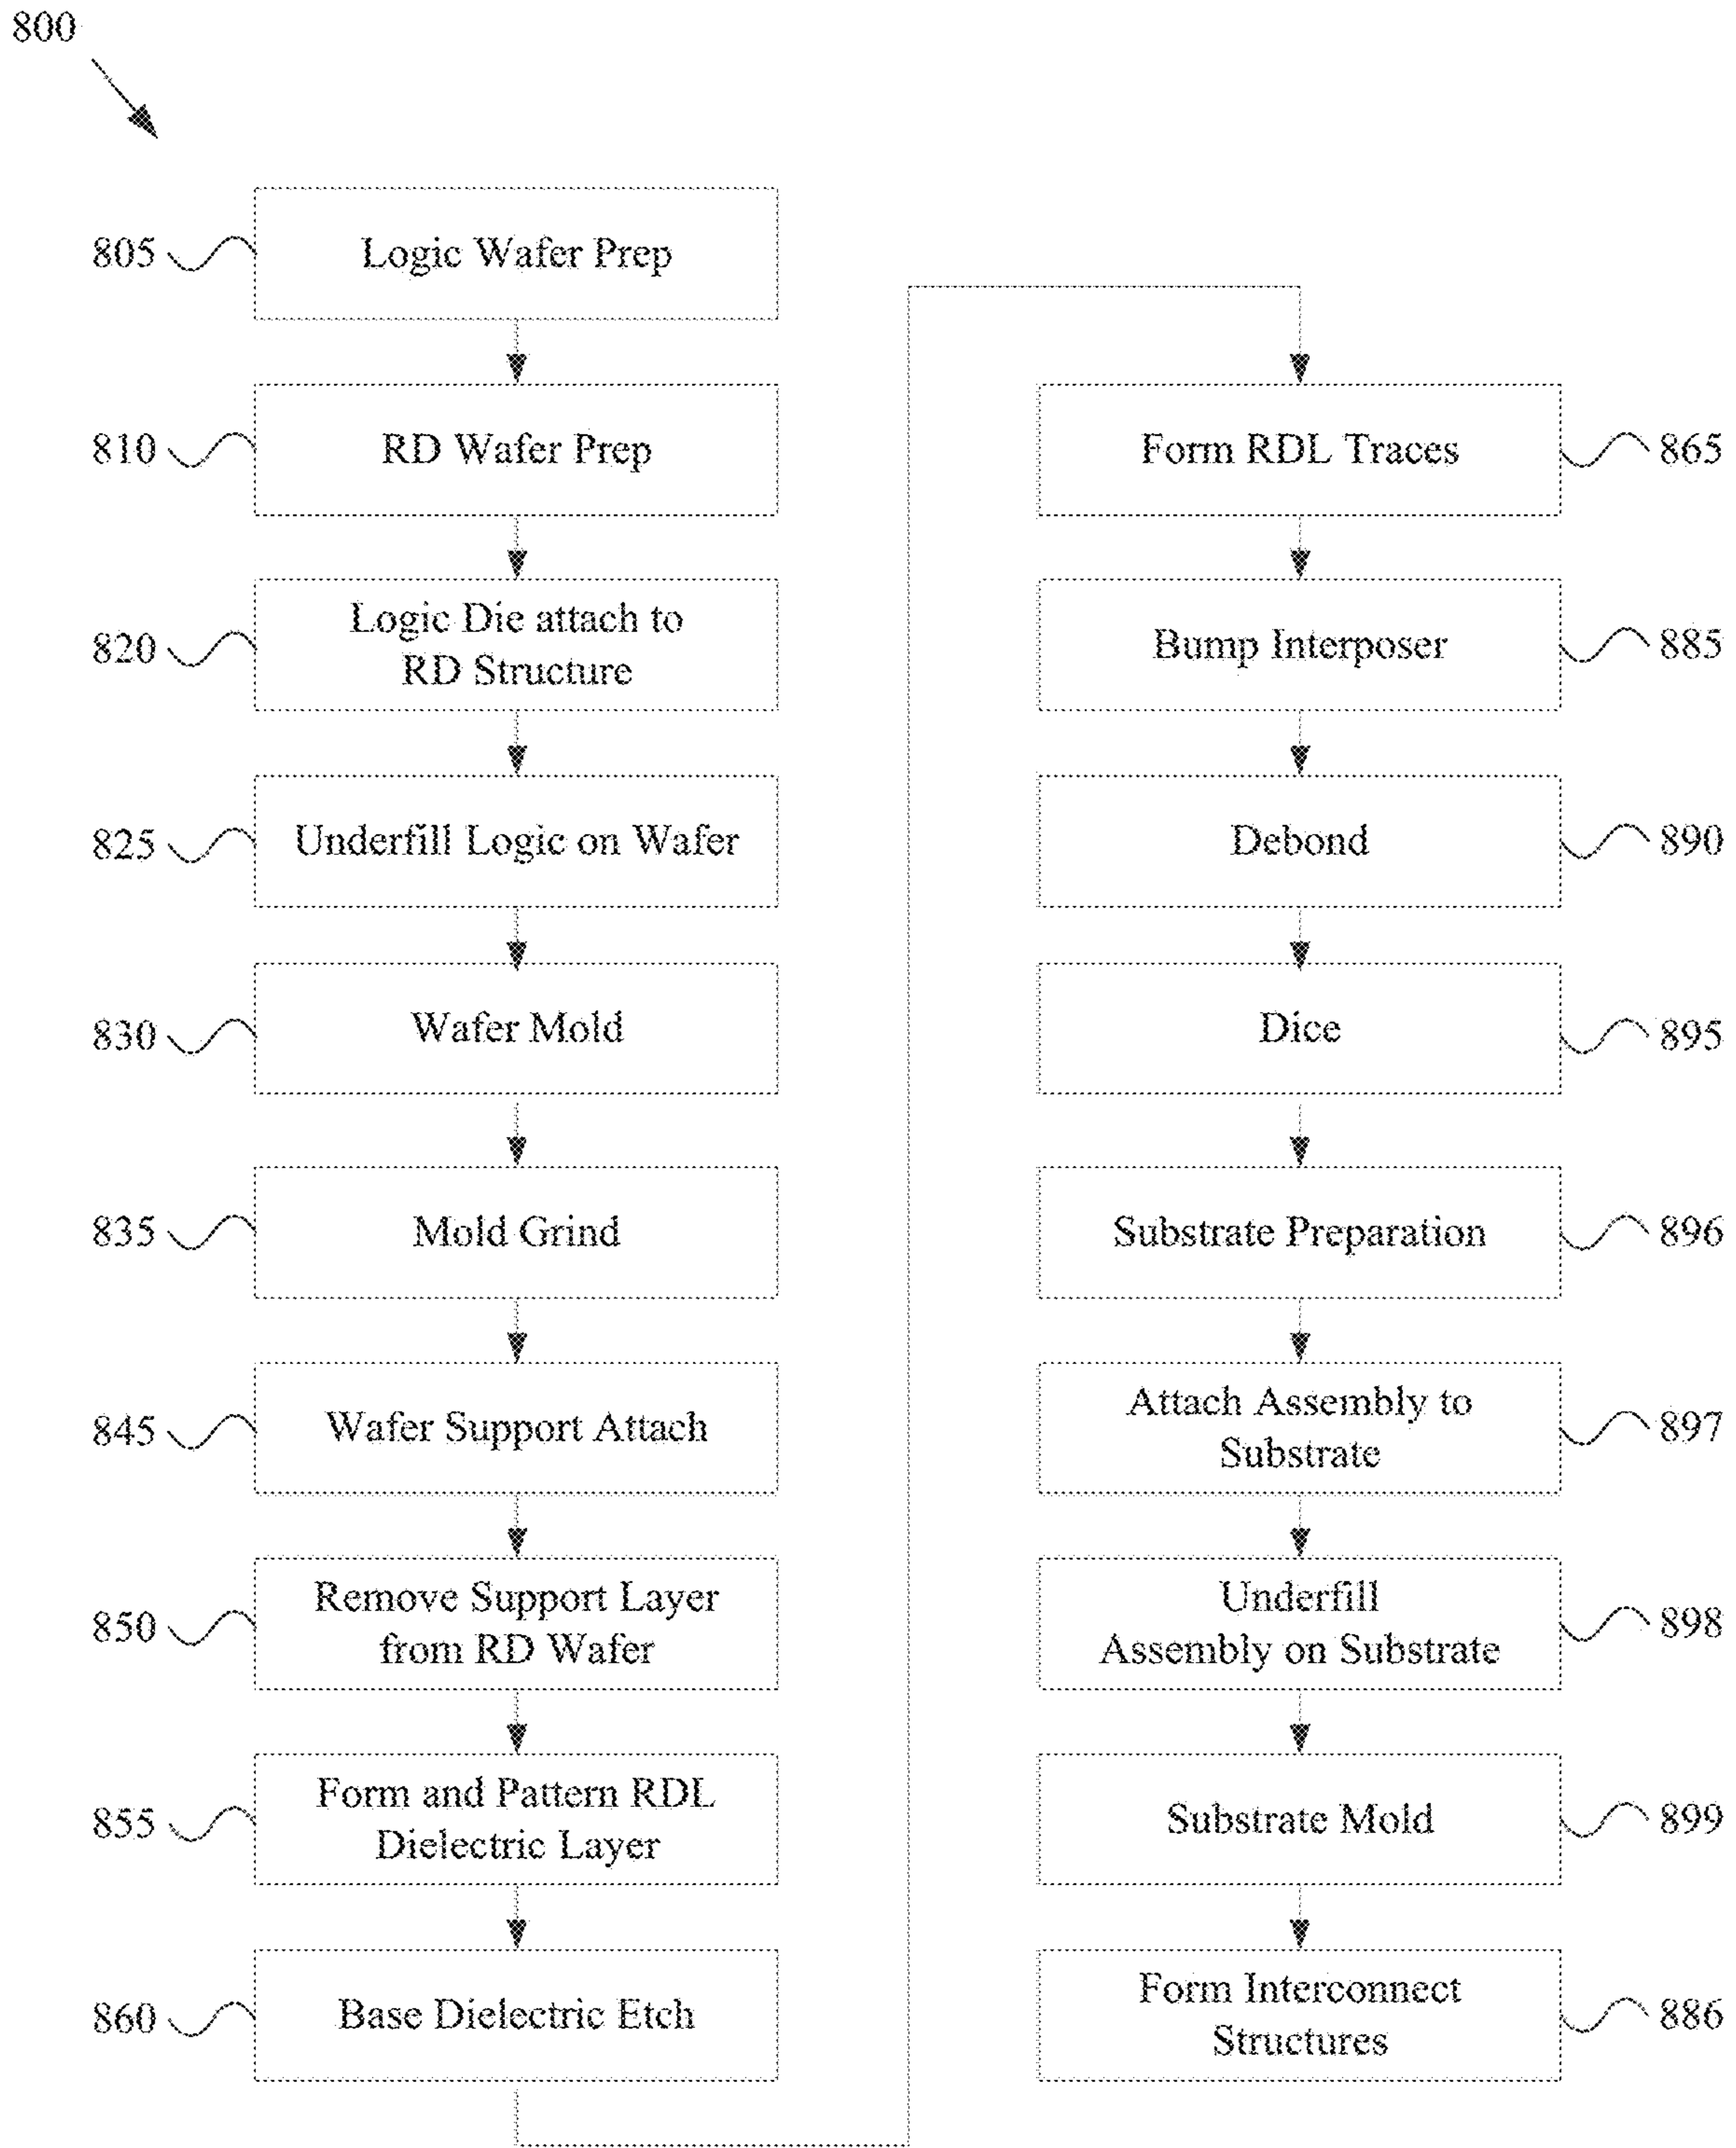 800
805
Logic Wafer Prep
810
RD Wafer Prep
820
Logic Die attach to
RD Structure
825
Underfill Logic on Wafer
830
Wafer Mold
835
Mold Grind
845
Wafer Support Attach
850
Remove Support Layer
from RD Wafer
855
Form and Pattern RDL
Dielectric Layer
860
Base Dielectric Etch
Form RDL Traces
865
Bump Interposer
885
Debond
890
Dice
895
Substrate Preparation
896
Attach Assembly to
Substrate
897
Underfill
Assembly on Substrate
898
Substrate Mold
899
Form Interconnect
Structures
886